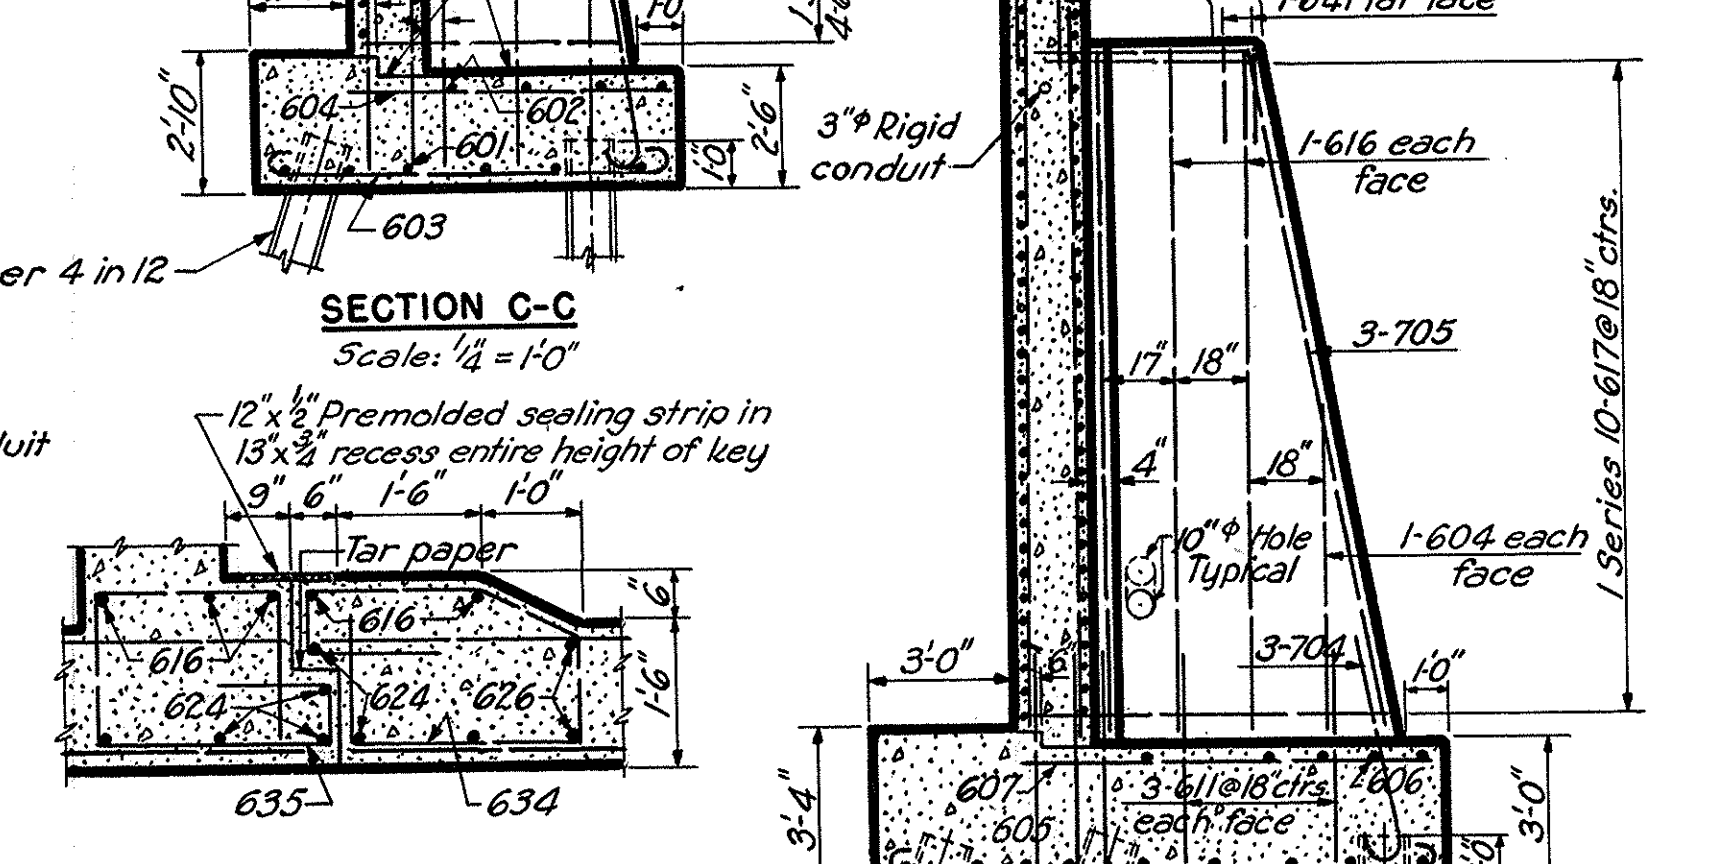 1'-0"
4'-0
1-641 far face
2'-10"
604
602
601
2'-6"
1'-0"
603
er 4 in 12
SECTION C-C
Scale: 1/4" = 1'-0"
3"φ Rigid
conduit
1-616 each
face
12" x 1/2" Premolded sealing strip in
13" x 3/4" recess entire height of key
uit
9" 6" 1'-6" 1'-0"
Tar paper
6"
616
616
624
624
626
1'-6"
635
634
17" 18"
3-705
1 Series 10-617@18" ctrs.
4"
18"
10"φ Hole
Typical
1-604 each
face
3'-0"
6"
3-704
1'-0"
607
3-611@18" ctrs.
each face
606
605
3'-4"
3'-0"